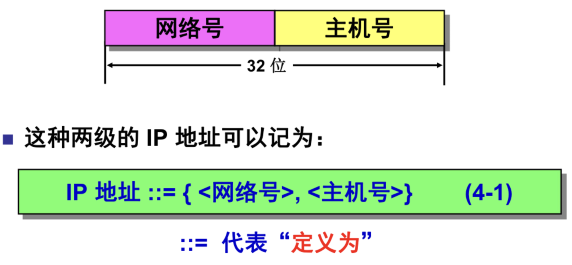 网络号 主机号
32 位
■ 这种两级的 IP 地址可以记为：
IP 地址 ::= { <网络号>, <主机号>} (4-1)
::= 代表“定义为”